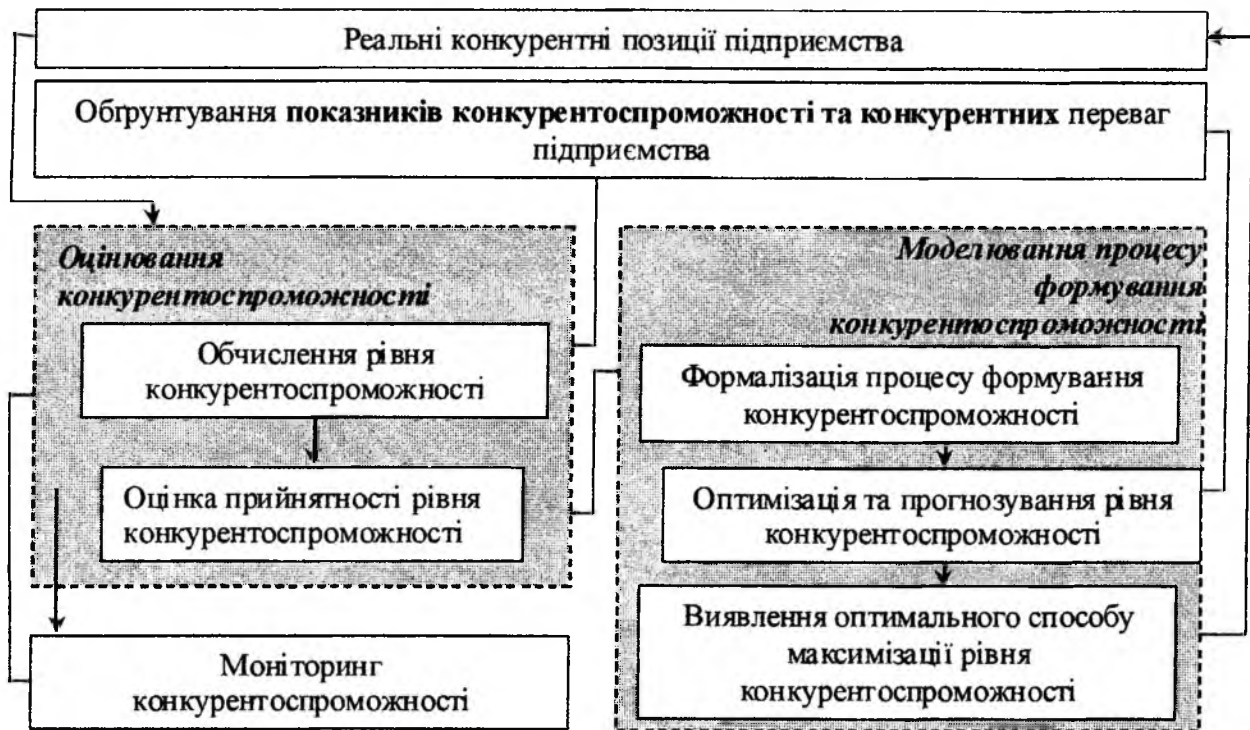 Реальні конкурентні позиції підприємства
Обґрунтування показників конкурентоспроможності та конкурентних переваг
підприємства
Оцінювання
конкурентоспроможності
Обчислення рівня
конкурентоспроможності
Оцінка прийнятності рівня
конкурентоспроможності
Моніторинг
конкурентоспроможності
Моделювання процесу
формування
конкурентоспроможності
Формалізація процесу формування
конкурентоспроможності
Оптимізація та прогнозування рівня
конкурентоспроможності
Виявлення оптимального способу
максимізації рівня
конкурентоспроможності